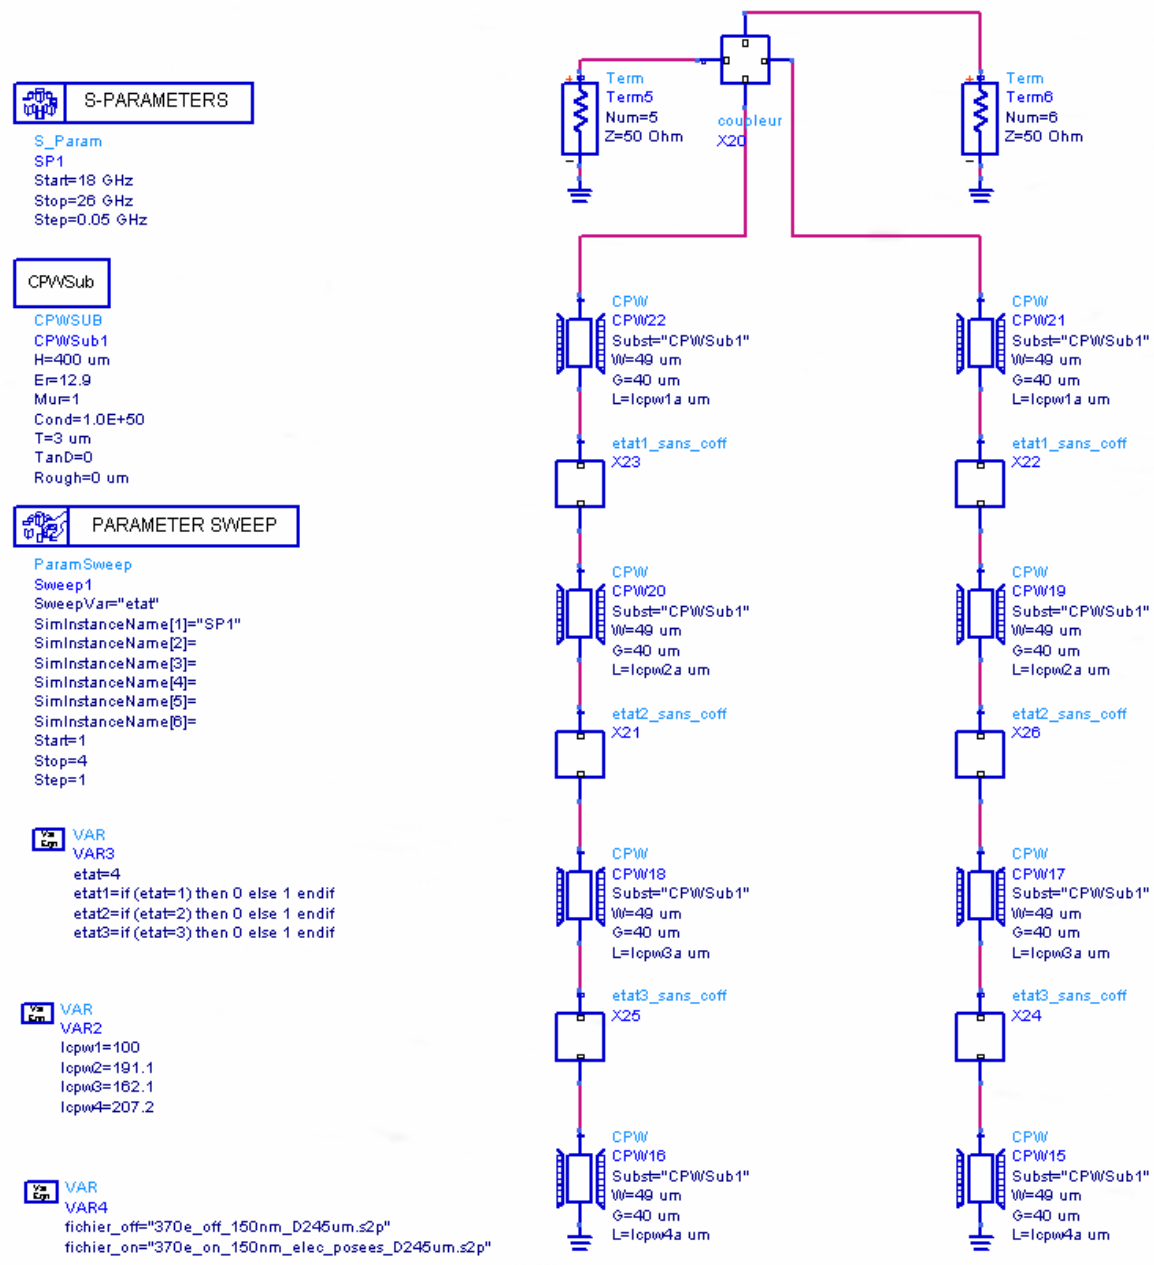 S-PARAMETERS
S_Param
SP1
Start=18 GHz
Stop=26 GHz
Step=0.05 GHz
CPWSub
CPWSUB
CPWSub1
H=400 um
Er=12.9
Mur=1
Cond=1.0E+50
T=3 um
TanD=0
Rough=0 um
PARAMETER SWEEP
ParamSweep
Sweep1
SweepVar="etat"
SimInstanceName[1]="SP1"
SimInstanceName[2]=
SimInstanceName[3]=
SimInstanceName[4]=
SimInstanceName[5]=
SimInstanceName[6]=
Start=1
Stop=4
Step=1
Var
Eqn
VAR
VAR3
etat=4
etat1=if (etat=1) then 0 else 1 endif
etat2=if (etat=2) then 0 else 1 endif
etat3=if (etat=3) then 0 else 1 endif
Var
Eqn
VAR
VAR2
lcpw1=100
lcpw2=191.1
lcpw3=162.1
lcpw4=207.2
Var
Eqn
VAR
VAR4
fichier_off="370e_off_150nm_D245um.s2p"
fichier_on="370e_on_150nm_elec_posees_D245um.s2p"
Term
Term5
Num=5
Z=50 Ohm
coupleur
X20
Term
Term6
Num=6
Z=50 Ohm
CPW
CPW22
Subst="CPWSub1"
W=49 um
G=40 um
L=lcpw1a um
etat1_sans_coff
X23
CPW
CPW20
Subst="CPWSub1"
W=49 um
G=40 um
L=lcpw2a um
etat2_sans_coff
X21
CPW
CPW18
Subst="CPWSub1"
W=49 um
G=40 um
L=lcpw3a um
etat3_sans_coff
X25
CPW
CPW16
Subst="CPWSub1"
W=49 um
G=40 um
L=lcpw4a um
CPW
CPW21
Subst="CPWSub1"
W=49 um
G=40 um
L=lcpw1a um
etat1_sans_coff
X22
CPW
CPW19
Subst="CPWSub1"
W=49 um
G=40 um
L=lcpw2a um
etat2_sans_coff
X26
CPW
CPW17
Subst="CPWSub1"
W=49 um
G=40 um
L=lcpw3a um
etat3_sans_coff
X24
CPW
CPW15
Subst="CPWSub1"
W=49 um
G=40 um
L=lcpw4a um